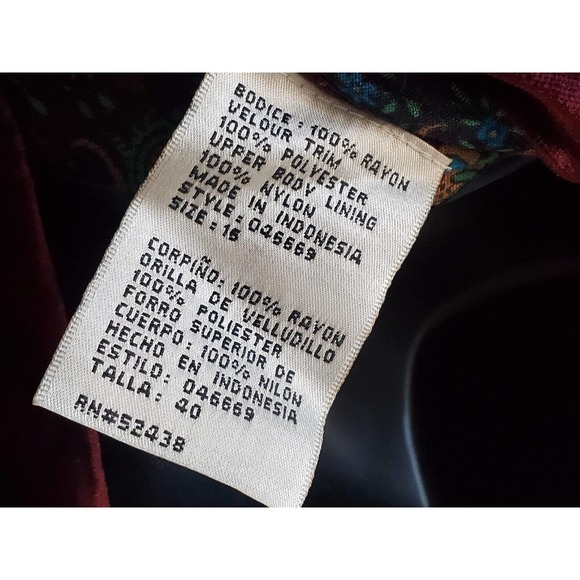 BODICE: 100% RAYON
VELOUR TRIM
100% POLYESTER
UPPER BODY LINING
100% NYLON
MADE IN INDONESIA
STYLE: 046669
SIZE: 16
CORPIÑO: 100% RAYON
ORILLA DE VELLUDILLO
100% POLIESTER
FORRO SUPERIOR DE
CUERPO: 100% NILON
HECHO EN INDONESIA
ESTILO: 046669
TALLA: 40
RN#52438